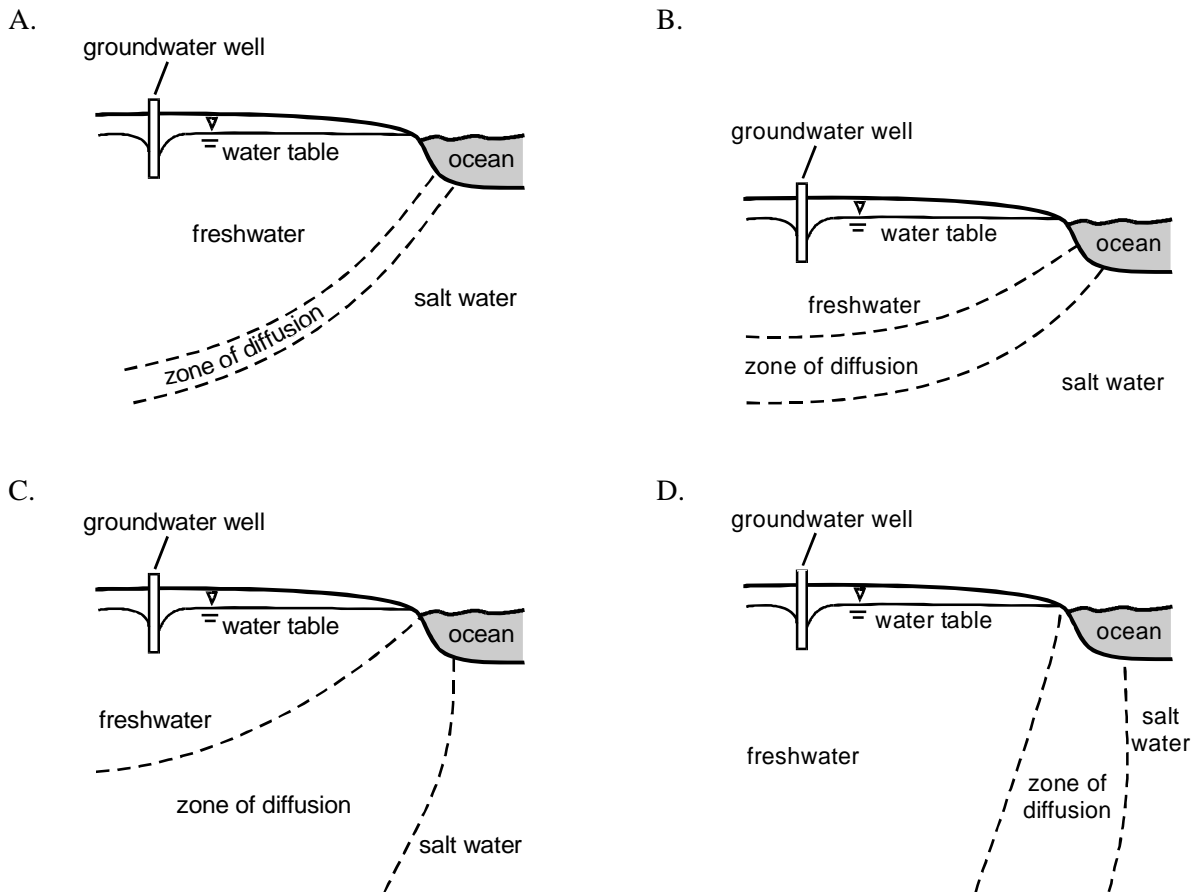 A.
groundwater well
water table
ocean
freshwater
salt water
zone of diffusion
B.
groundwater well
water table
ocean
freshwater
zone of diffusion
salt water
C.
groundwater well
water table
ocean
freshwater
zone of diffusion
salt water
D.
groundwater well
water table
ocean
salt
water
freshwater
zone of
diffusion